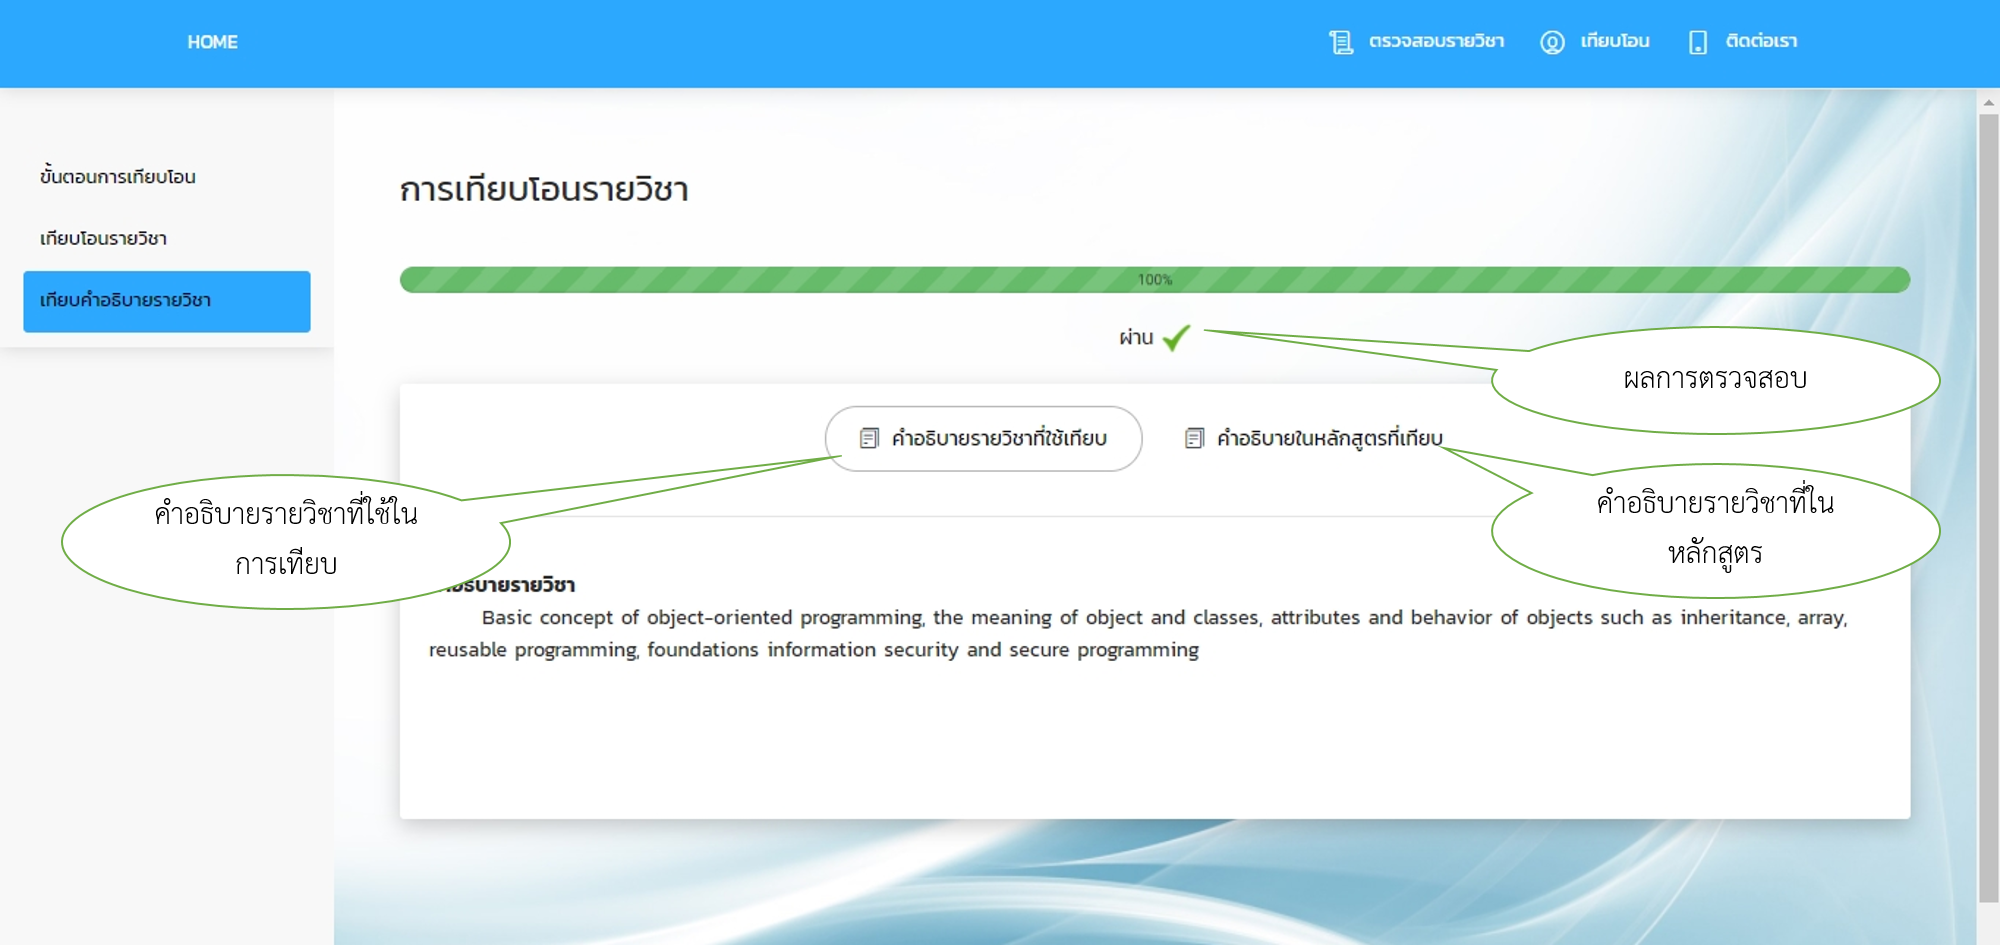 HOME
ตรวจสอบรายวิชา
เทียบโอน
ติดต่อเรา
ขั้นตอนการเทียบโอน
เทียบโอนรายวิชา
เทียบคำอธิบายรายวิชา
การเทียบโอนรายวิชา
100%
ผ่าน
ผลการตรวจสอบ
คำอธิบายรายวิชาที่ใช้เทียบ
คำอธิบายในหลักสูตรที่เทียบ
คำอธิบายรายวิชาที่ใช้ใน
การเทียบ
คำอธิบายรายวิชาที่ใน
หลักสูตร
อธิบายรายวิชา
Basic concept of object-oriented programming, the meaning of object and classes, attributes and behavior of objects such as inheritance, array,
reusable programming, foundations information security and secure programming